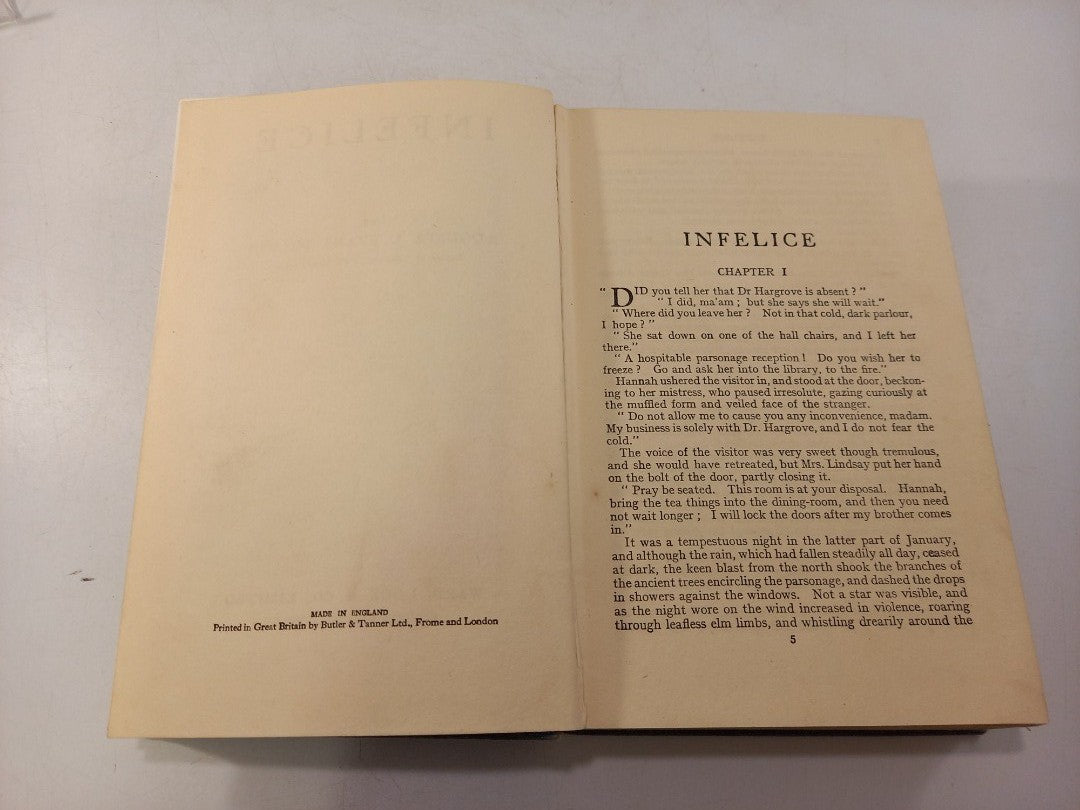 MADE IN ENGLAND
Printed in Great Britain by Butler & Tanner Ltd., Frome and London
INFELICE
CHAPTER I
" DID you tell her that Dr Hargrove is absent ? "
" I did, ma'am ; but she says she will wait."
" Where did you leave her ? Not in that cold, dark parlour,
I hope ? "
" She sat down on one of the hall chairs, and I left her
there."
" A hospitable parsonage reception ! Do you wish her to
freeze ? Go and ask her into the library, to the fire."
Hannah ushered the visitor in, and stood at the door, beckon-
ing to her mistress, who paused irresolute, gazing curiously at
the muffled form and veiled face of the stranger.
" Do not allow me to cause you any inconvenience, madam.
My business is solely with Dr. Hargrove, and I do not fear the
cold."
The voice of the visitor was very sweet though tremulous,
and she would have retreated, but Mrs. Lindsay put her hand
on the bolt of the door, partly closing it.
" Pray be seated. This room is at your disposal. Hannah,
bring the tea things into the dining-room, and then you need
not wait longer ; I will lock the doors after my brother comes
in."
It was a tempestuous night in the latter part of January,
and although the rain, which had fallen steadily all day, ceased
at dark, the keen blast from the north shook the branches of
the ancient trees encircling the parsonage, and dashed the drops
in showers against the windows. Not a star was visible, and
as the night wore on the wind increased in violence, roaring
through leafless elm limbs, and whistling drearily around the
5